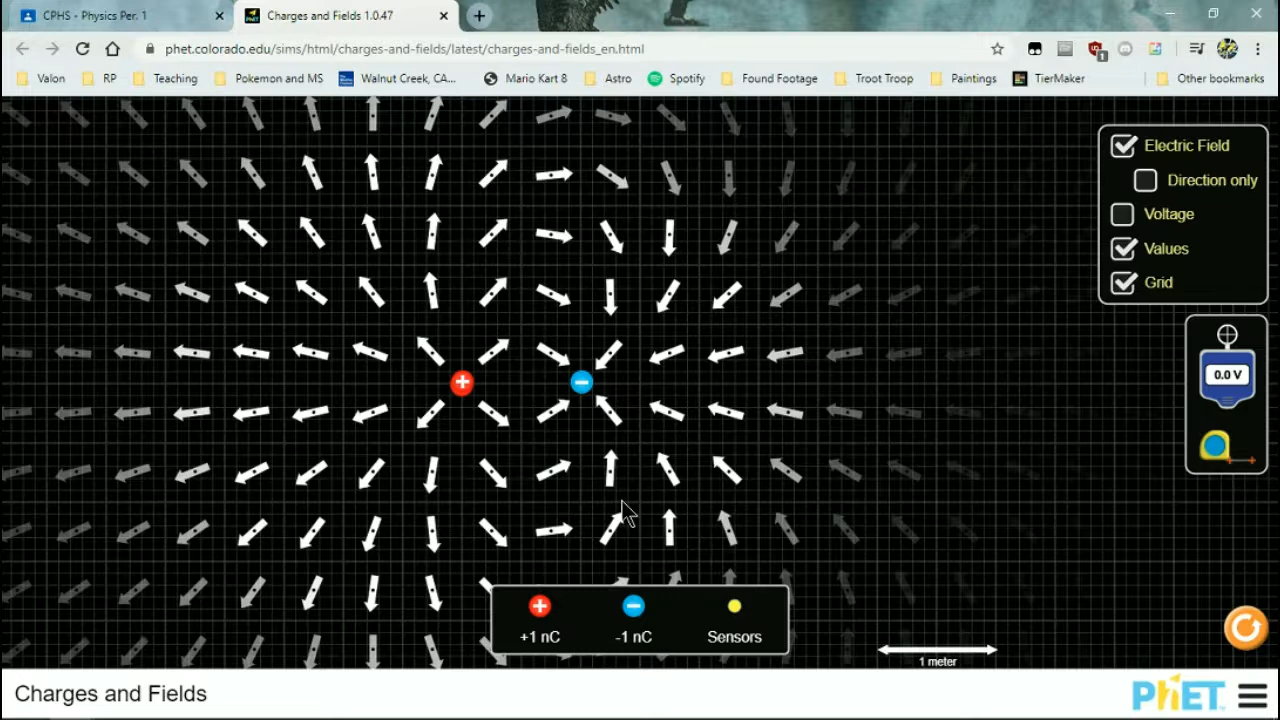 CPHS - Physics Per. 1
Charges and Fields 1.0.47
phet.colorado.edu/sims/html/charges-and-fields/latest/charges-and-fields_en.html
Valon RP Teaching Pokemon and MS Walnut Creek, CA... Mario Kart 8 Astro Spotify Found Footage Troot Troop Paintings TierMaker Other bookmarks
Electric Field
Direction only
Voltage
Values
Grid
0.0 V
+1 nC
-1 nC
Sensors
1 meter
Charges and Fields
PhET